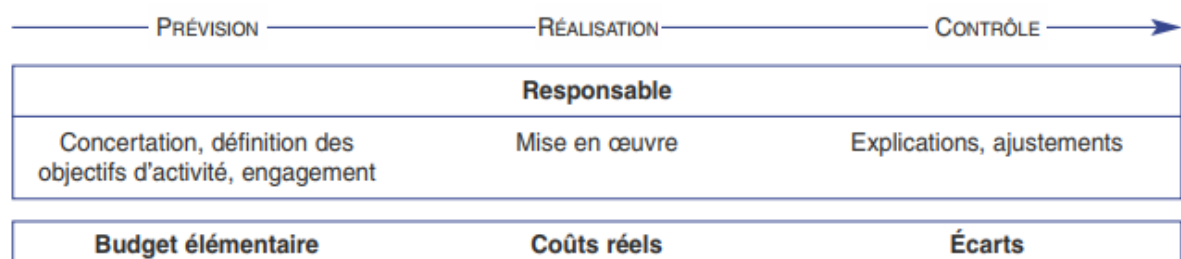 PRÉVISION RÉALISATION CONTRÔLE
Responsable
Concertation, définition des Mise en œuvre Explications, ajustements
objectifs d'activité, engagement
Budget élémentaire Coûts réels Écarts